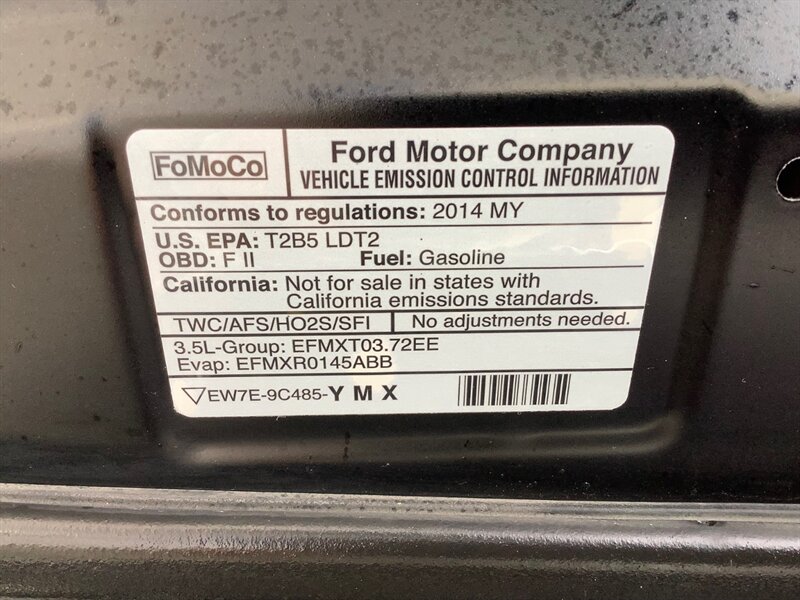 FoMoCo
Ford Motor Company
VEHICLE EMISSION CONTROL INFORMATION
Conforms to regulations: 2014 MY
U.S. EPA: T2B5 LDT2
OBD: F II Fuel: Gasoline
California: Not for sale in states with
California emissions standards.
TWC/AFS/HO2S/SFI No adjustments needed.
3.5L-Group: EFMXT03.72EE
Evap: EFMXR0145ABB
▽EW7E-9C485-Y M X